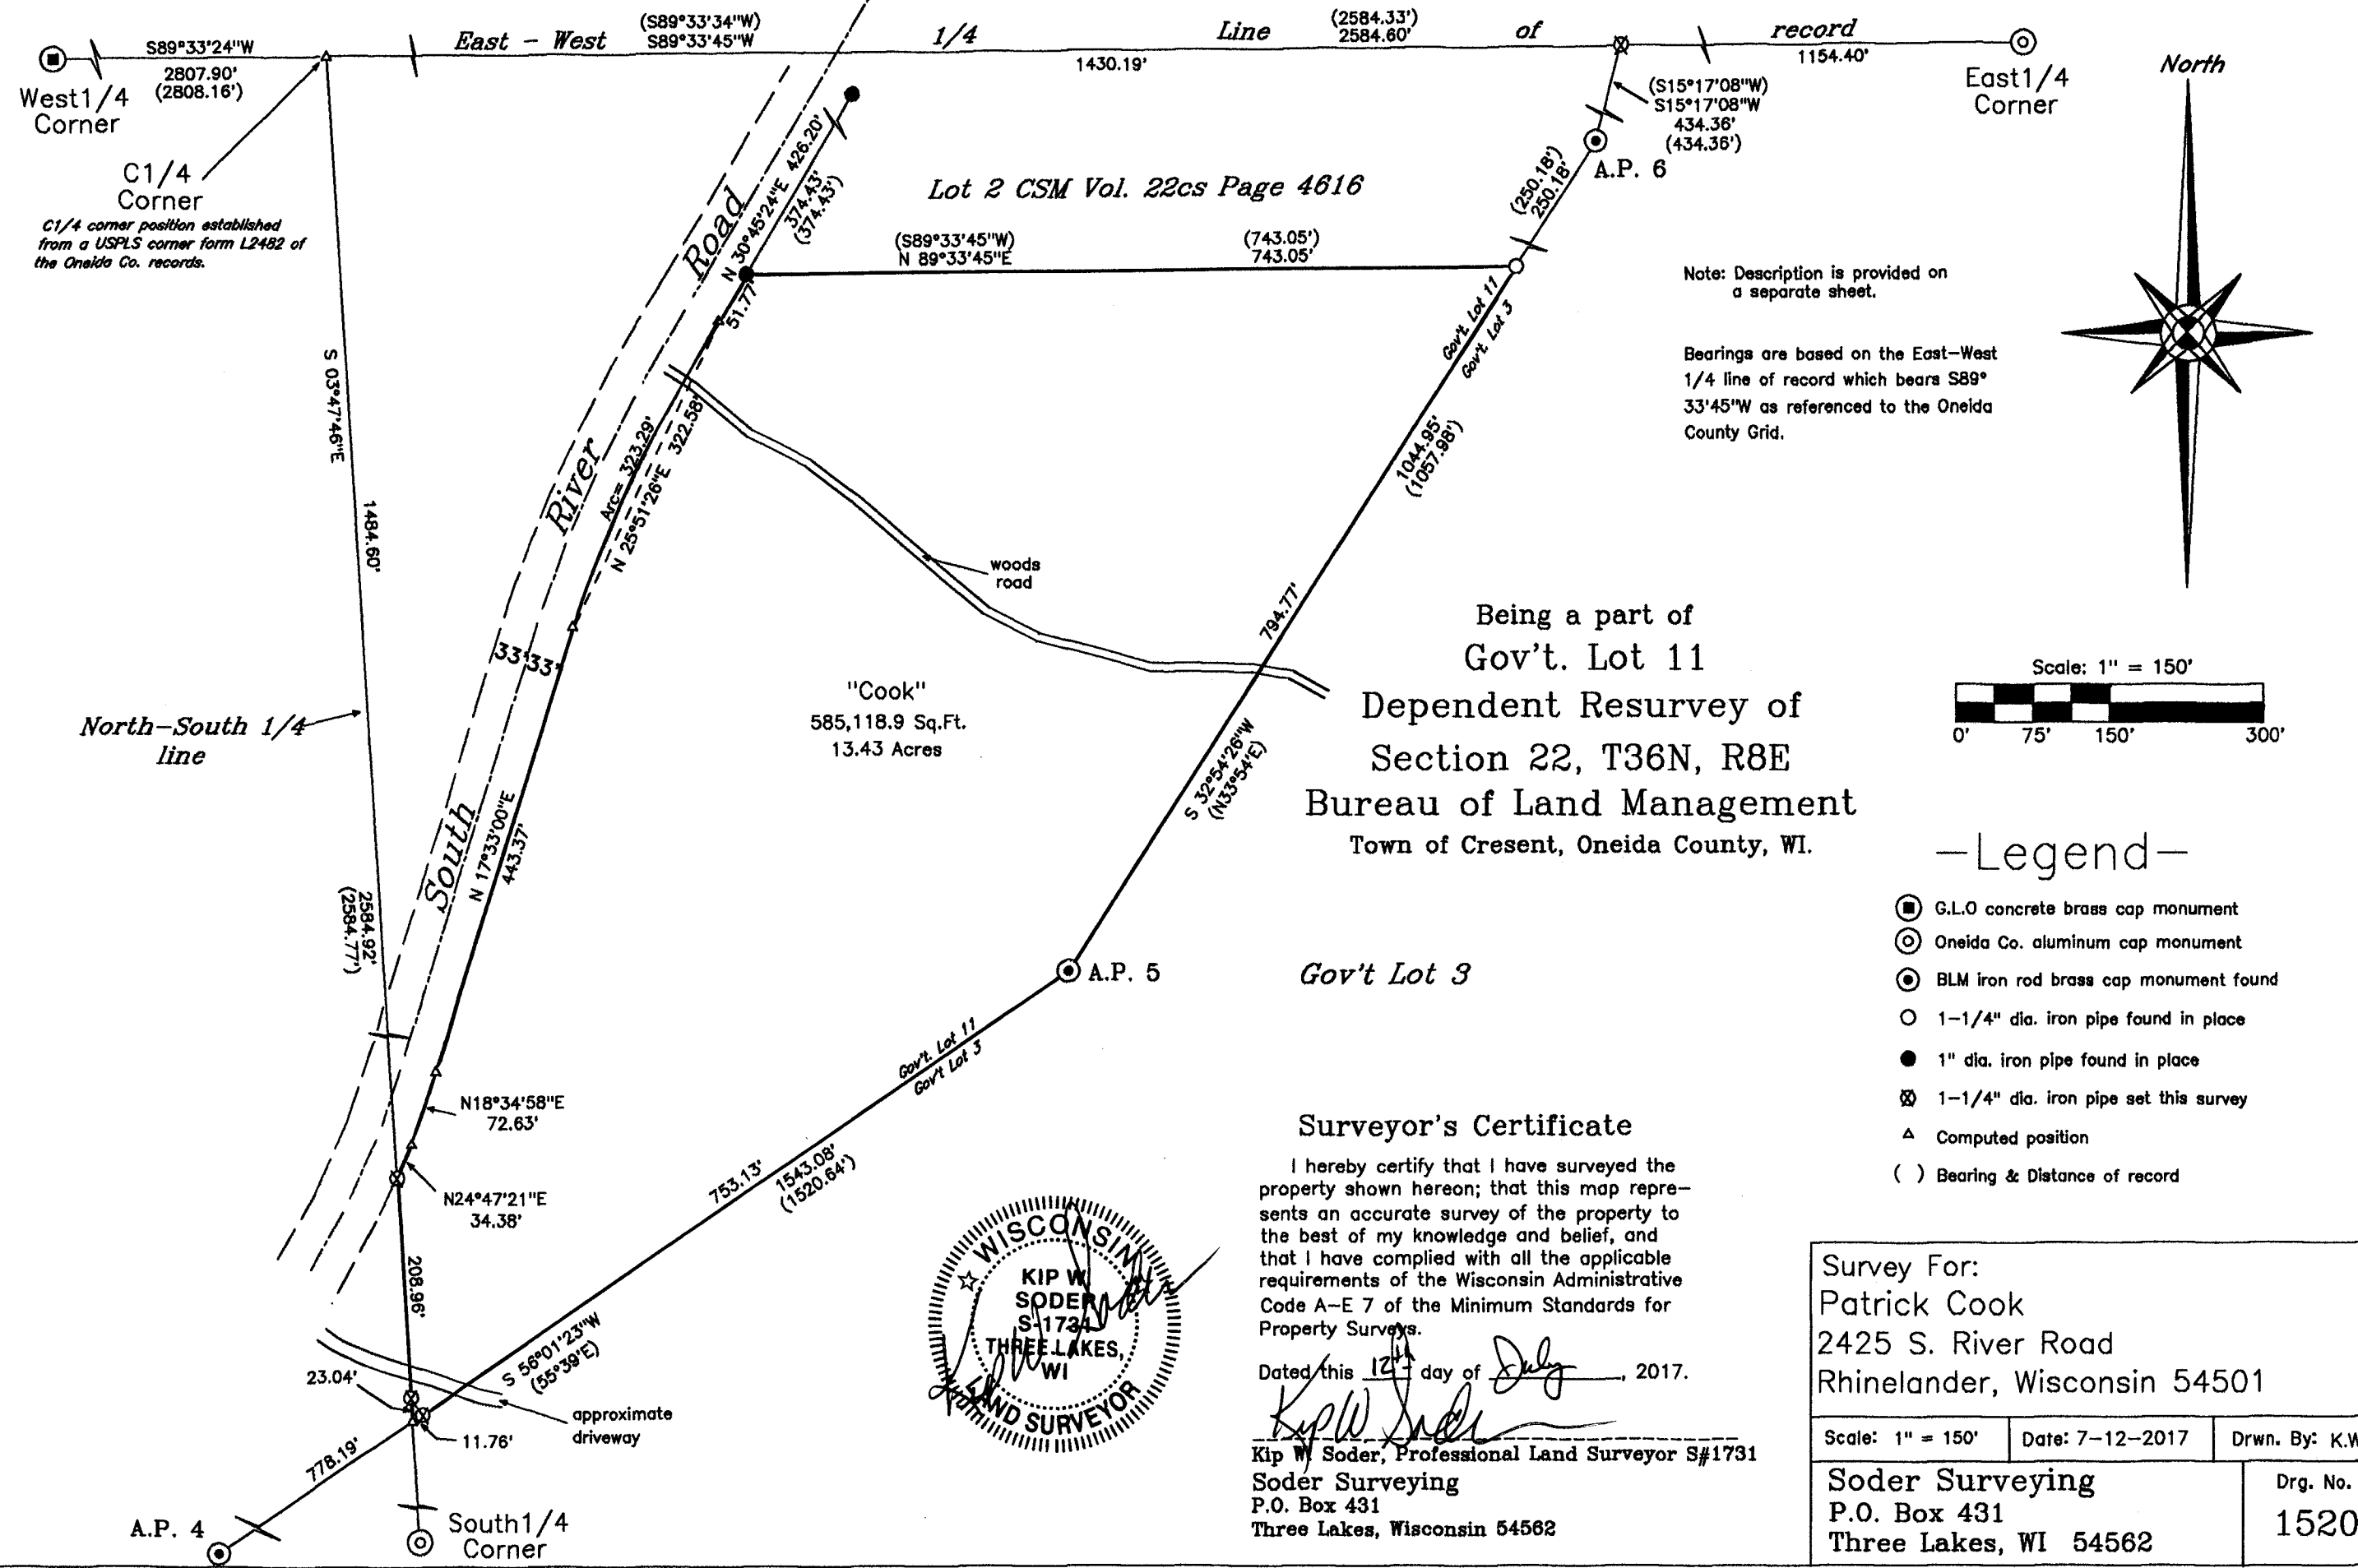 (S89°33'34"W)
S89°33'24"W
East - West
S89°33'45"W
1/4
Line
(2584.33')
2584.60'
of
record
2807.90'
(2808.16')
1430.19'
1154.40'
West1/4
Corner
East1/4
Corner
North
C1/4
Corner
C1/4 corner position established
from a USPLS corner form L2482 of
the Oneida Co. records.
(S15°17'08"W)
S15°17'08"W
434.36'
(434.36')
A.P. 6
(250.18')
250.18'
Lot 2 CSM Vol. 22cs Page 4616
N 30°45'24"E 426.20'
374.43'
(374.43')
51.77'
(S89°33'45"W)
N 89°33'45"E
(743.05')
743.05'
Note: Description is provided on
a separate sheet.
Bearings are based on the East-West
1/4 line of record which bears S89°
33'45"W as referenced to the Oneida
County Grid.
Gov't. Lot 11
Gov't. Lot 3
1044.95'
(1057.98')
794.77'
S 32°54'26"W
(N33°54'E)
S 03°47'46"E
1484.60'
2584.92'
(2584.77')
North-South 1/4
line
South River Road
Arc= 323.29'
N 25°51'26"E 322.58'
33' 33'
N 17°33'00"E
443.37'
woods
road
"Cook"
585,118.9 Sq.Ft.
13.43 Acres
Being a part of
Gov't. Lot 11
Dependent Resurvey of
Section 22, T36N, R8E
Bureau of Land Management
Town of Cresent, Oneida County, WI.
Scale: 1" = 150'
0' 75' 150' 300'
A.P. 5
Gov't Lot 3
Gov't. Lot 11
Gov't Lot 3
-Legend-
G.L.O concrete brass cap monument
Oneida Co. aluminum cap monument
BLM iron rod brass cap monument found
1-1/4" dia. iron pipe found in place
1" dia. iron pipe found in place
1-1/4" dia. iron pipe set this survey
Computed position
( ) Bearing & Distance of record
N18°34'58"E
72.63'
N24°47'21"E
34.38'
208.96'
753.13'
1543.08'
(1520.64')
S 56°01'23"W
(55°39'E)
23.04'
11.76'
approximate
driveway
778.19'
A.P. 4
South1/4
Corner
WISCONSIN
KIP W.
SODER
S-1731
THREE LAKES,
WI
LAND SURVEYOR
Surveyor's Certificate
I hereby certify that I have surveyed the
property shown hereon; that this map repre-
sents an accurate survey of the property to
the best of my knowledge and belief, and
that I have complied with all the applicable
requirements of the Wisconsin Administrative
Code A-E 7 of the Minimum Standards for
Property Surveys.
Dated this 12th day of July, 2017.
Kip W Soder
Kip W Soder, Professional Land Surveyor S#1731
Soder Surveying
P.O. Box 431
Three Lakes, Wisconsin 54562
Survey For:
Patrick Cook
2425 S. River Road
Rhinelander, Wisconsin 54501
Scale: 1" = 150'
Date: 7-12-2017
Drwn. By: K.W
Soder Surveying
P.O. Box 431
Three Lakes, WI 54562
Drg. No.
1520